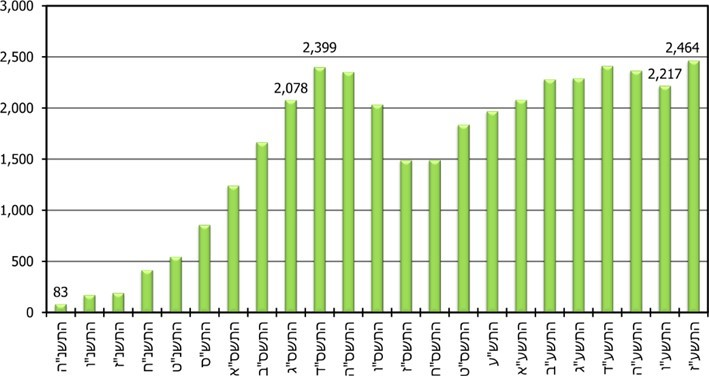 3,000
2,500
2,000
1,500
1,000
500
0
83
2,078
2,399
2,217
2,464
התשנ"ה
התשנ"ו
התשנ"ז
התשנ"ח
התשנ"ט
התש"ס
התשס"א
התשס"ב
התשס"ג
התשס"ד
התשס"ה
התשס"ו
התשס"ז
התשס"ח
התשס"ט
התש"ע
התשע"א
התשע"ב
התשע"ג
התשע"ד
התשע"ה
התשע"ו
התשע"ז